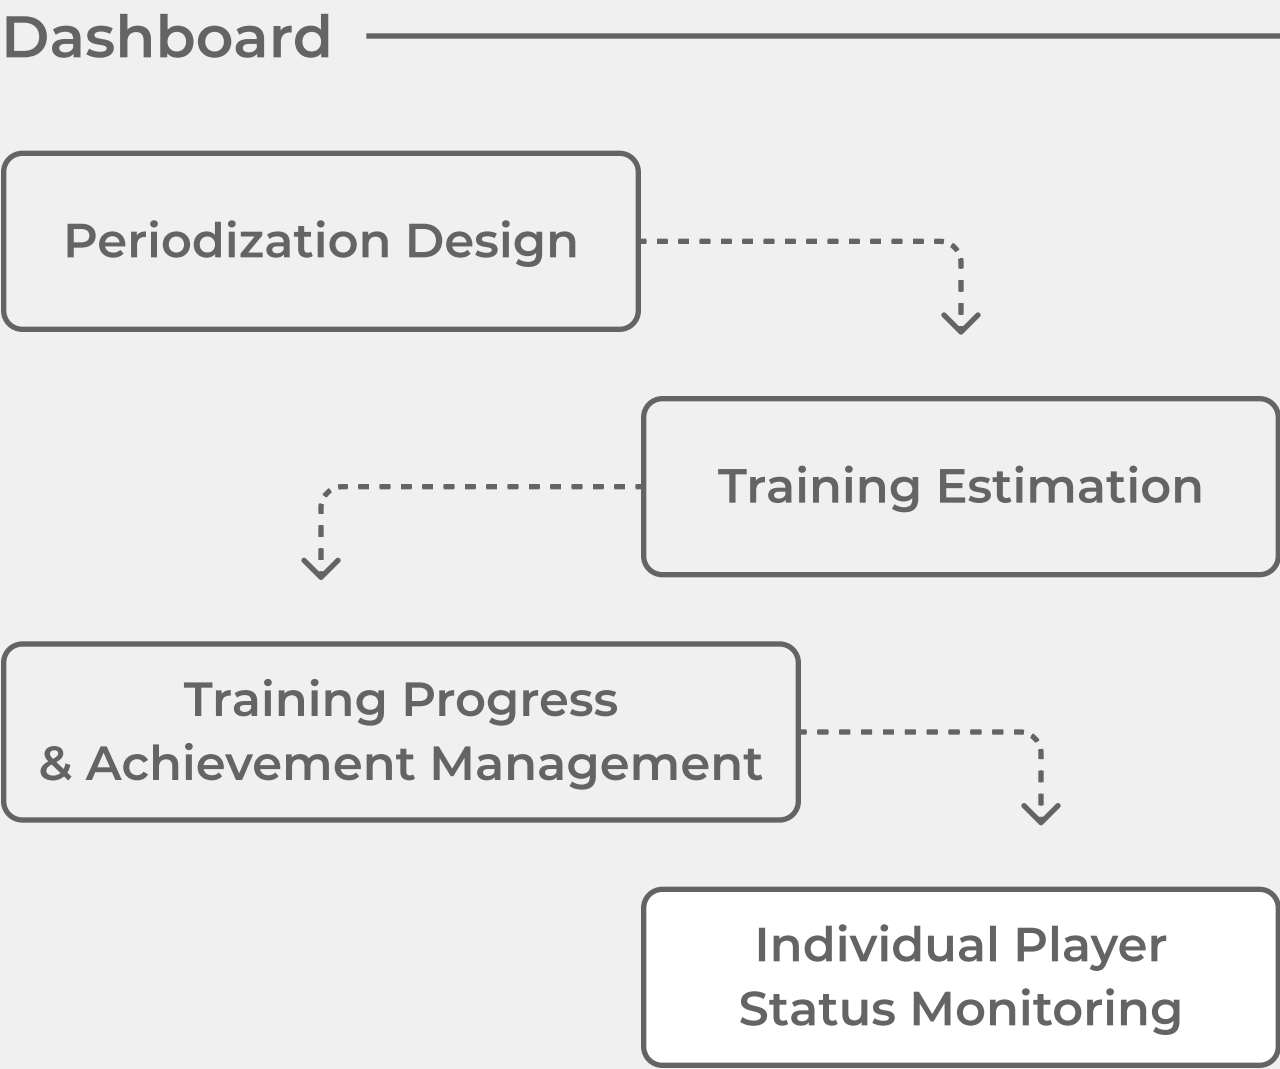 Dashboard
Periodization Design
Training Estimation
Training Progress
& Achievement Management
Individual Player
Status Monitoring